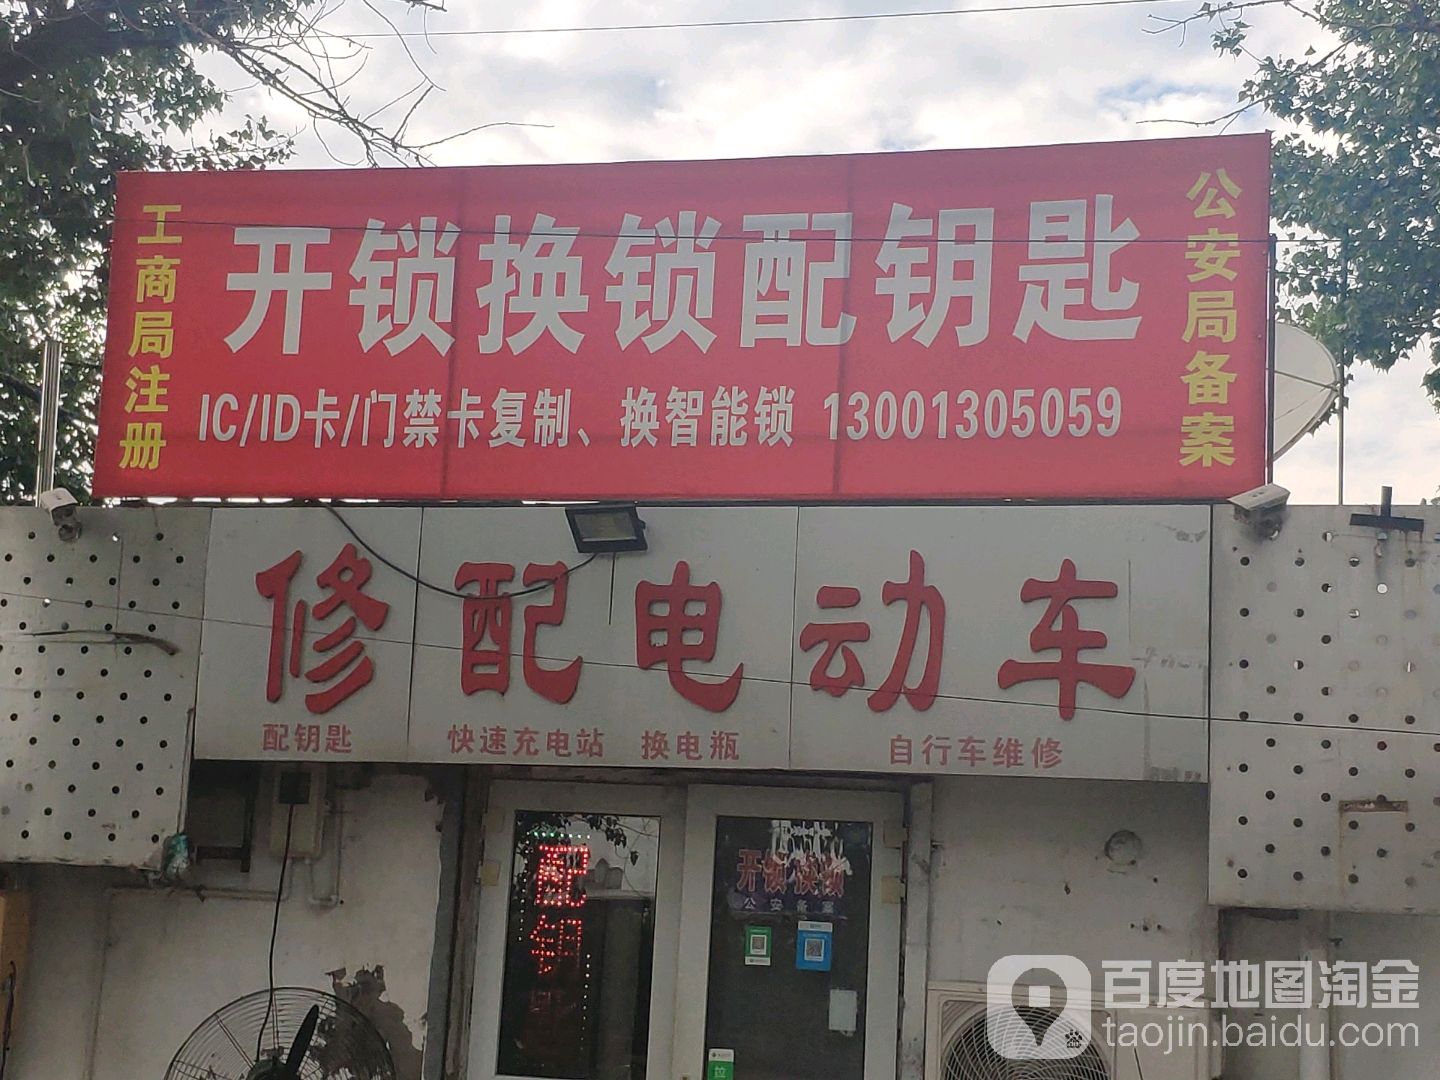 工商局注册
开锁换锁配钥匙
公安局备案
IC/ID卡/门禁卡复制、换智能锁 13001305059
修配电动车
配钥匙 快速充电站 换电瓶 自行车维修
配钥
开锁 换锁
公安备案
百度地图淘金
taojin.baidu.com